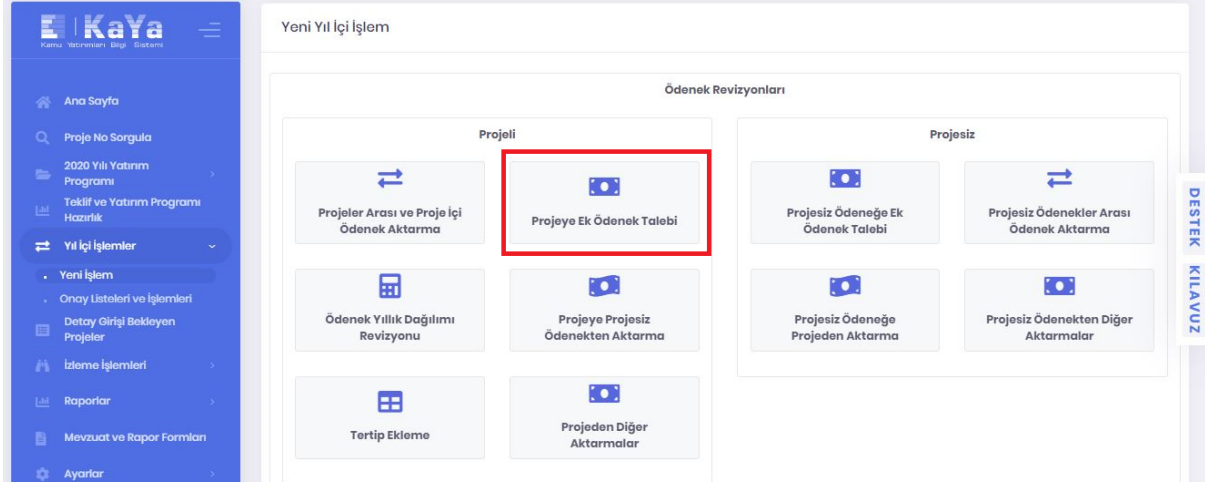 KaYa
Kamu Yatırımları Bilgi Sistemi
Ana Sayfa
Proje No Sorgula
2020 Yılı Yatırım
Programı
Teklif ve Yatırım Programı
Hazırlık
Yıl İçi İşlemler
Yeni İşlem
Onay Listeleri ve İşlemleri
Detay Girişi Bekleyen
Projeler
İzleme İşlemleri
Raporlar
Mevzuat ve Rapor Formları
Ayarlar
Yeni Yıl İçi İşlem
Ödenek Revizyonları
Projeli
Projeler Arası ve Proje İçi
Ödenek Aktarma
Projeye Ek Ödenek Talebi
Ödenek Yıllık Dağılımı
Revizyonu
Projeye Projesiz
Ödenekten Aktarma
Tertip Ekleme
Projeden Diğer
Aktarmalar
Projesiz
Projesiz Ödeneğe Ek
Ödenek Talebi
Projesiz Ödenekler Arası
Ödenek Aktarma
Projesiz Ödeneğe
Projeden Aktarma
Projesiz Ödenekten Diğer
Aktarmalar
DESTEK
KILAVUZ